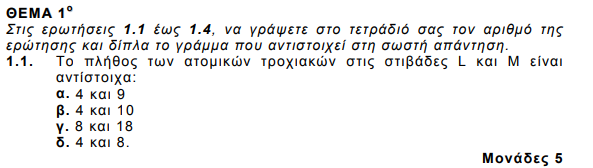 ΘΕΜΑ 1ο
Στις ερωτήσεις 1.1 έως 1.4, να γράψετε στο τετράδιό σας τον αριθμό της
ερώτησης και δίπλα το γράμμα που αντιστοιχεί στη σωστή απάντηση.
1.1. Το πλήθος των ατομικών τροχιακών στις στιβάδες L και M είναι
αντίστοιχα:
α. 4 και 9
β. 4 και 10
γ. 8 και 18
δ. 4 και 8.
Μονάδες 5